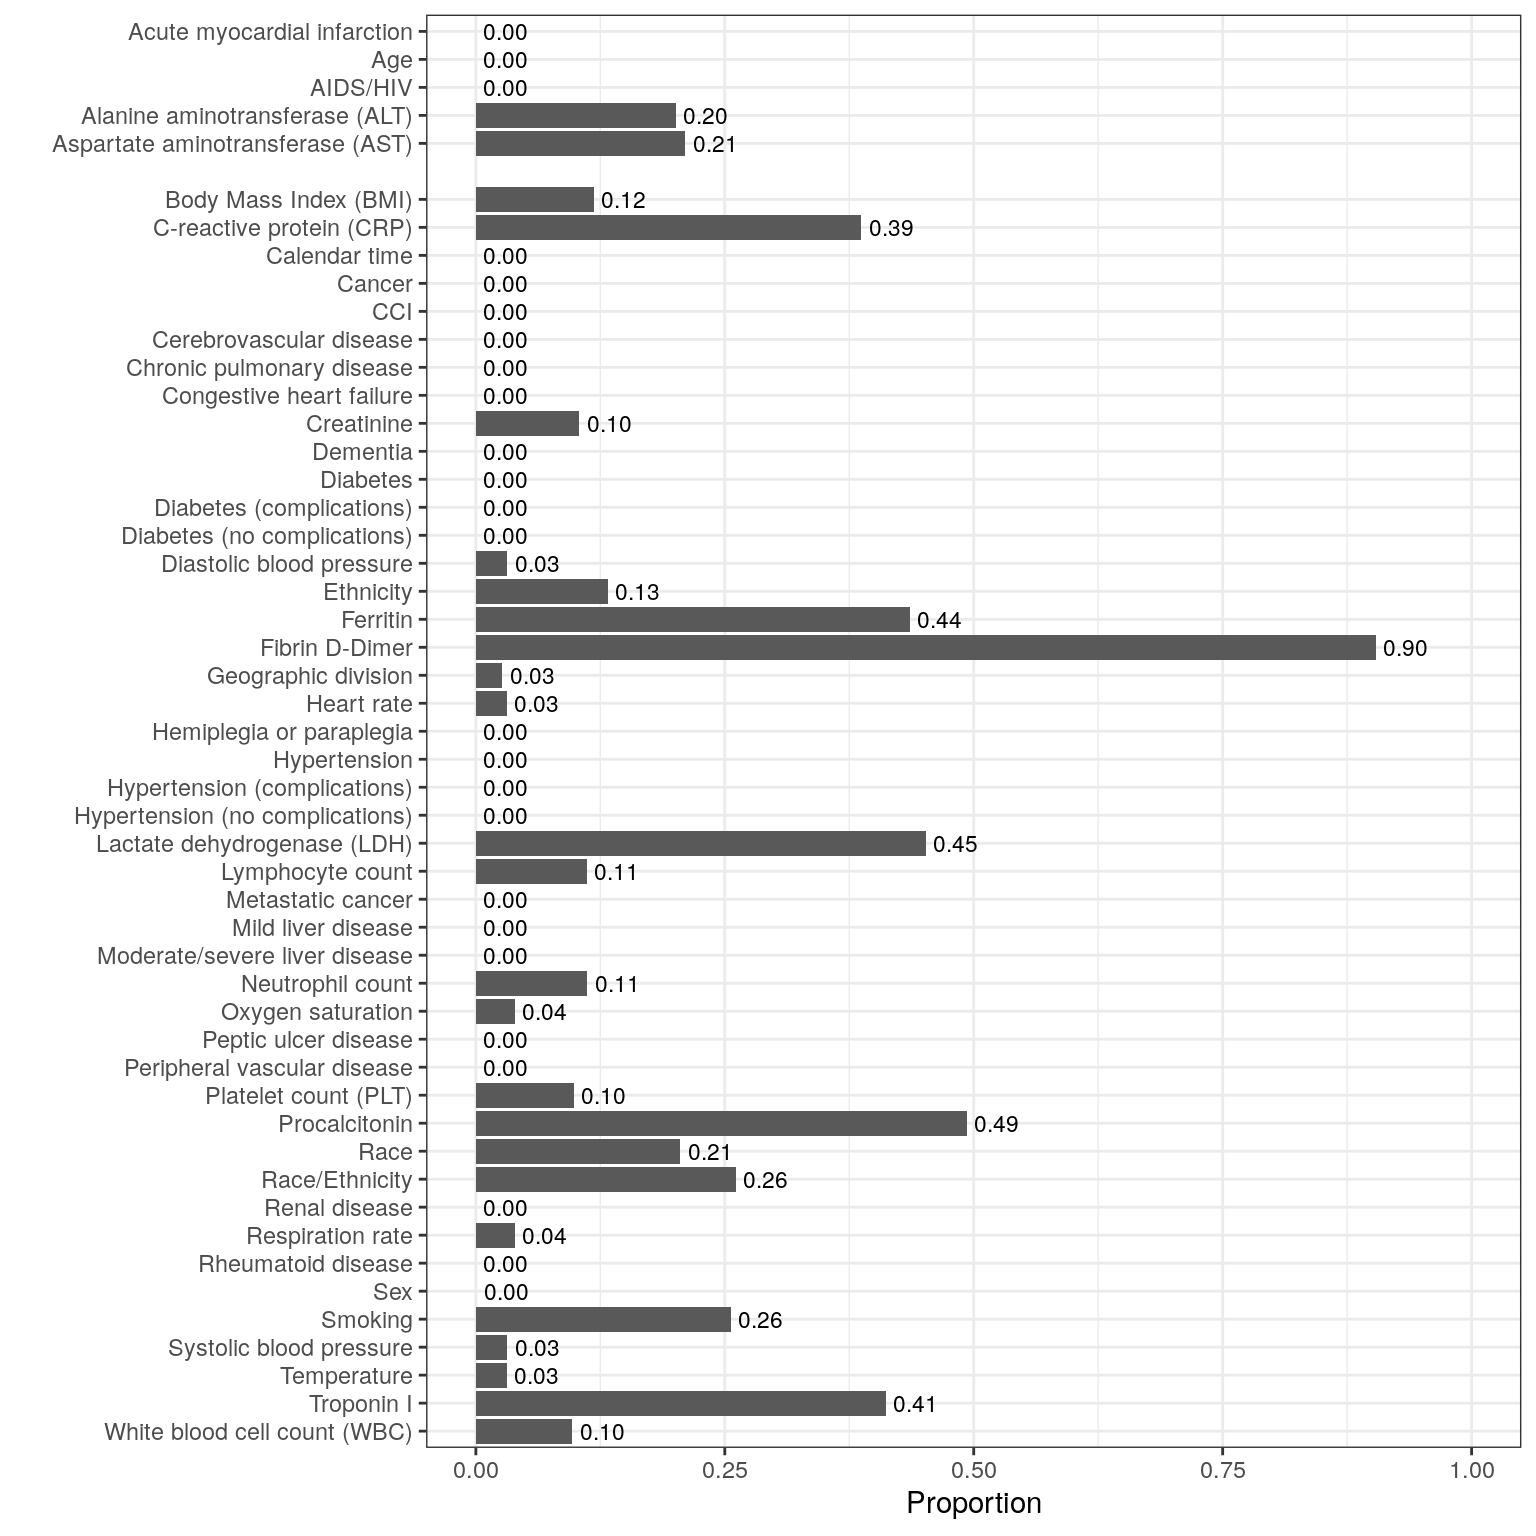 Acute myocardial infarction 0.00
Age 0.00
AIDS/HIV 0.00
Alanine aminotransferase (ALT) 0.20
Aspartate aminotransferase (AST) 0.21
Body Mass Index (BMI) 0.12
C-reactive protein (CRP) 0.39
Calendar time 0.00
Cancer 0.00
CCI 0.00
Cerebrovascular disease 0.00
Chronic pulmonary disease 0.00
Congestive heart failure 0.00
Creatinine 0.10
Dementia 0.00
Diabetes 0.00
Diabetes (complications) 0.00
Diabetes (no complications) 0.00
Diastolic blood pressure 0.03
Ethnicity 0.13
Ferritin 0.44
Fibrin D-Dimer 0.90
Geographic division 0.03
Heart rate 0.03
Hemiplegia or paraplegia 0.00
Hypertension 0.00
Hypertension (complications) 0.00
Hypertension (no complications) 0.00
Lactate dehydrogenase (LDH) 0.45
Lymphocyte count 0.11
Metastatic cancer 0.00
Mild liver disease 0.00
Moderate/severe liver disease 0.00
Neutrophil count 0.11
Oxygen saturation 0.04
Peptic ulcer disease 0.00
Peripheral vascular disease 0.00
Platelet count (PLT) 0.10
Procalcitonin 0.49
Race 0.21
Race/Ethnicity 0.26
Renal disease 0.00
Respiration rate 0.04
Rheumatoid disease 0.00
Sex 0.00
Smoking 0.26
Systolic blood pressure 0.03
Temperature 0.03
Troponin I 0.41
White blood cell count (WBC) 0.10
0.00 0.25 0.50 0.75 1.00
Proportion